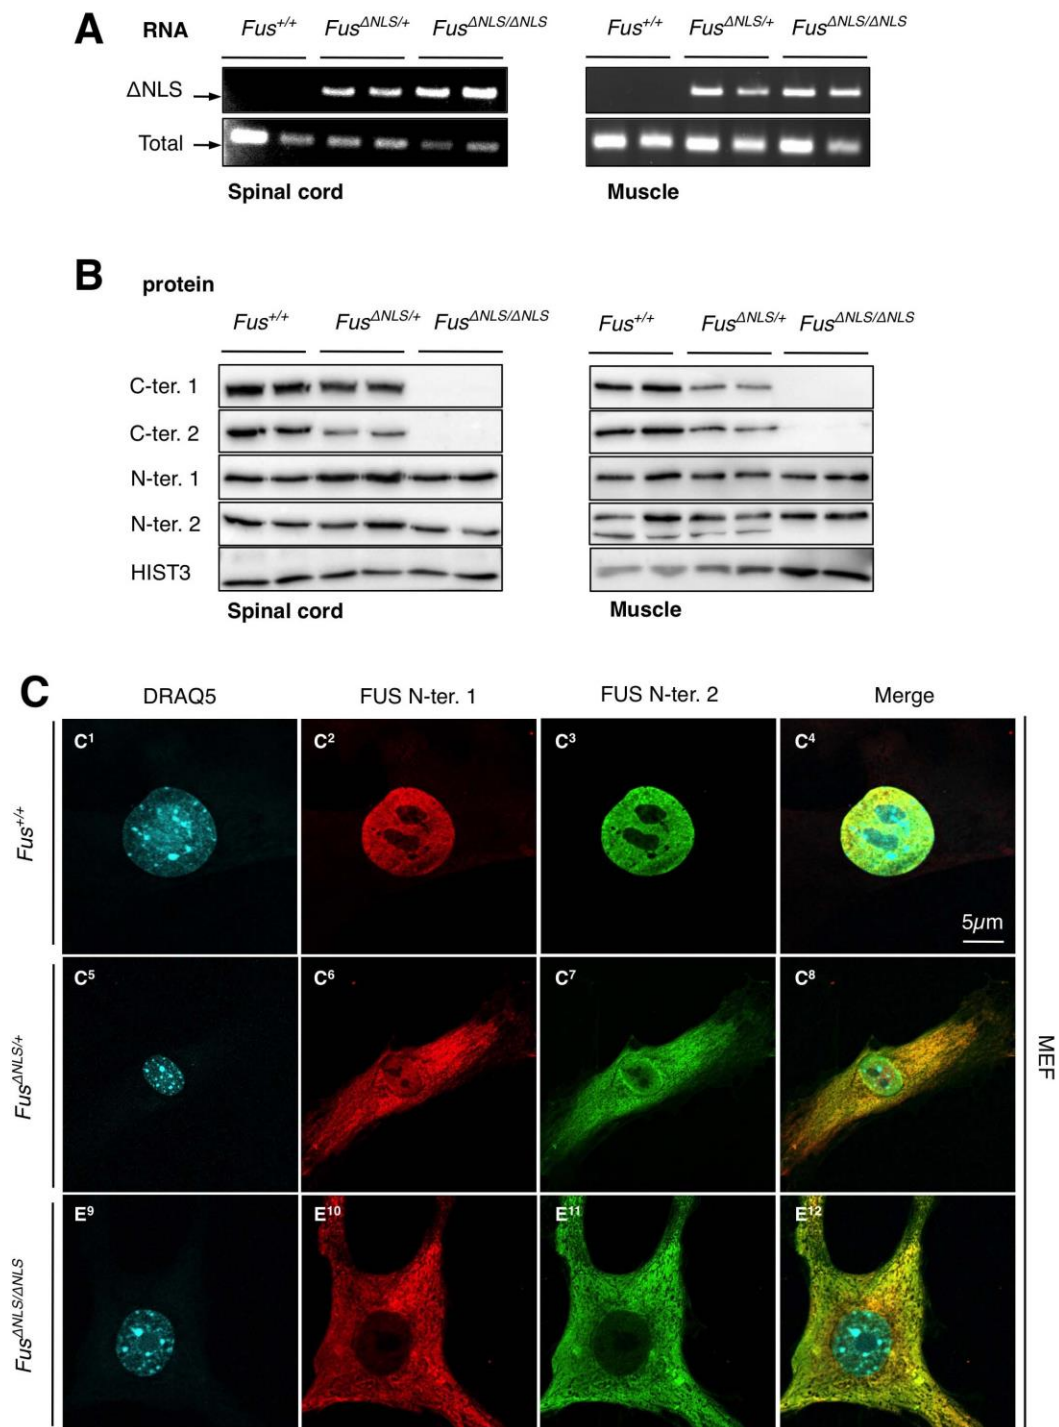 A RNA Fus+/+ FusΔNLS/+ FusΔNLS/ΔNLS Fus+/+ FusΔNLS/+ FusΔNLS/ΔNLS
ΔNLS
Total
Spinal cord Muscle
B protein
Fus+/+ FusΔNLS/+ FusΔNLS/ΔNLS Fus+/+ FusΔNLS/+ FusΔNLS/ΔNLS
C-ter. 1
C-ter. 2
N-ter. 1
N-ter. 2
HIST3
Spinal cord Muscle
C DRAQ5 FUS N-ter. 1 FUS N-ter. 2 Merge
Fus+/+
C1 C2 C3 C4
5μm
FusΔNLS/+
C5 C6 C7 C8
MEF
FusΔNLS/ΔNLS
E9 E10 E11 E12